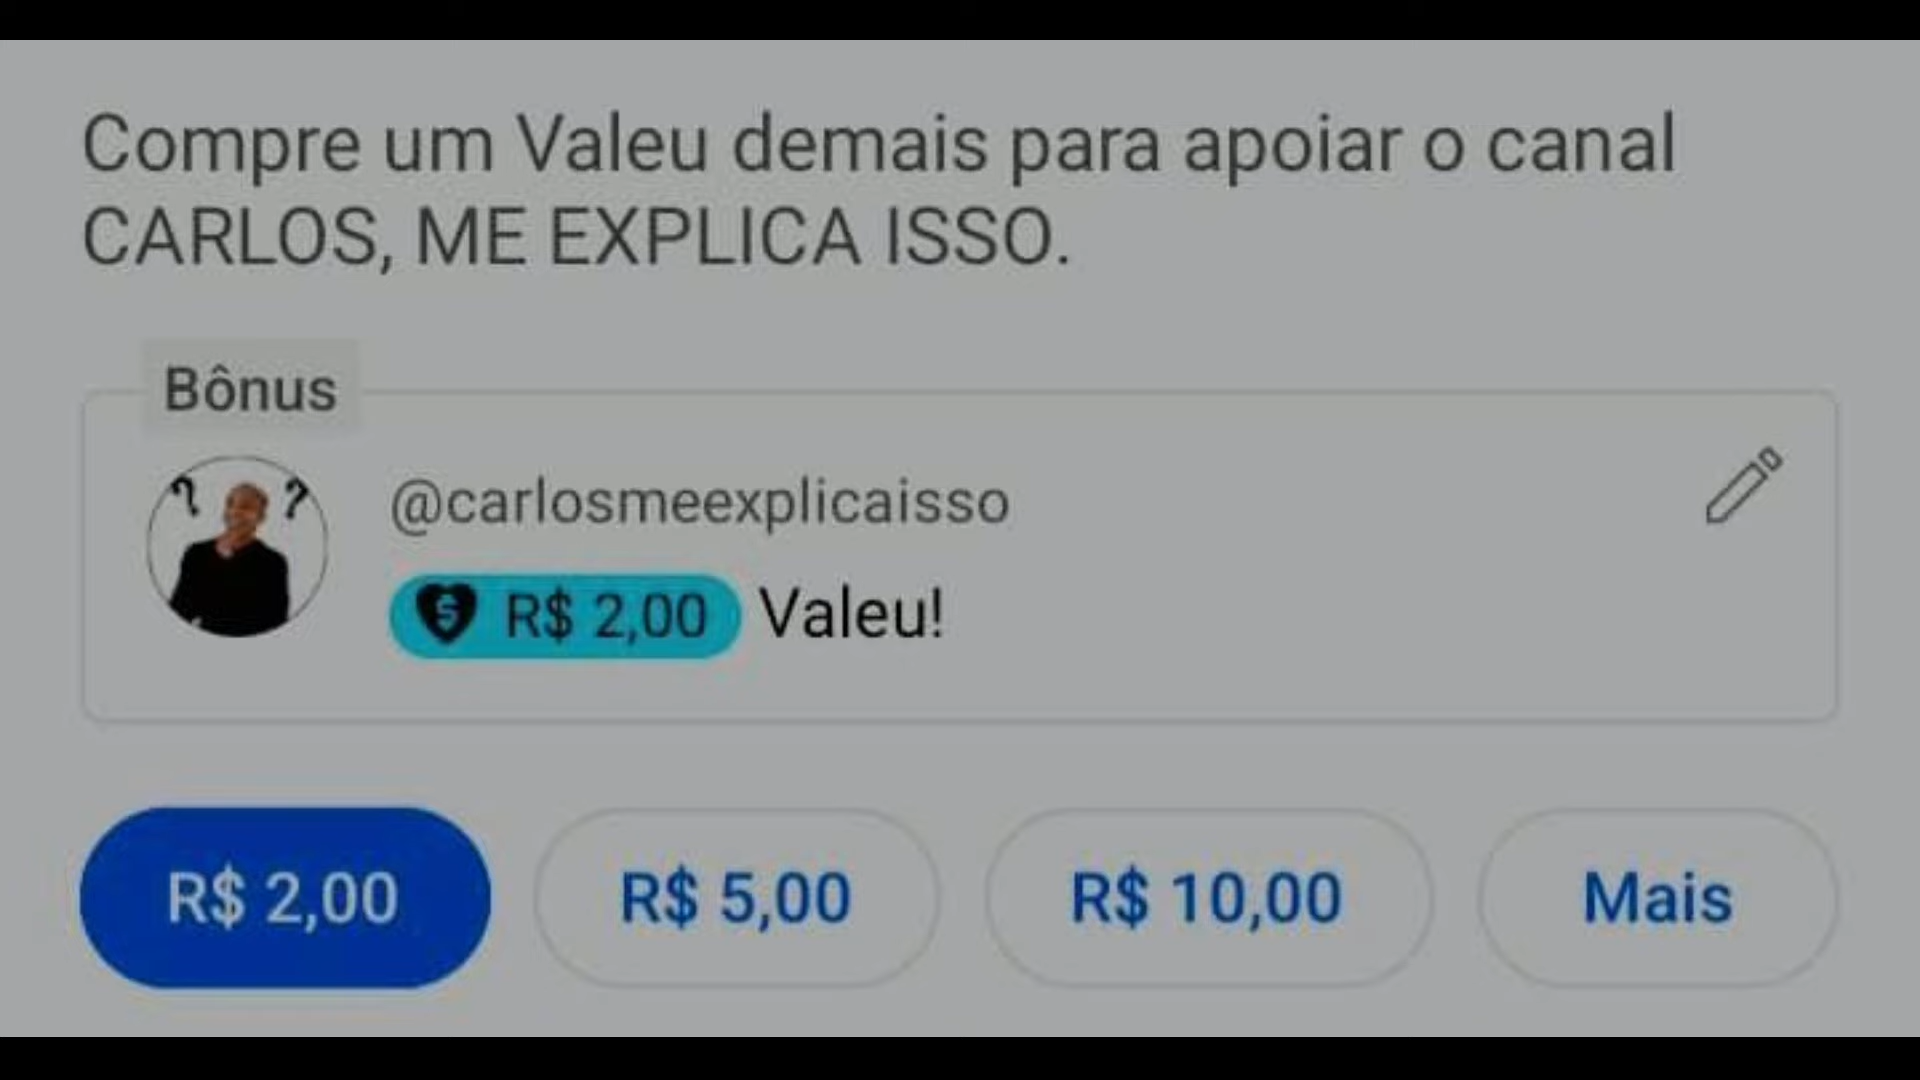 Compre um Valeu demais para apoiar o canal
CARLOS, ME EXPLICA ISSO.
Bônus
@carlosmeexplicaisso
R$ 2,00 Valeu!
R$ 2,00
R$ 5,00
R$ 10,00
Mais